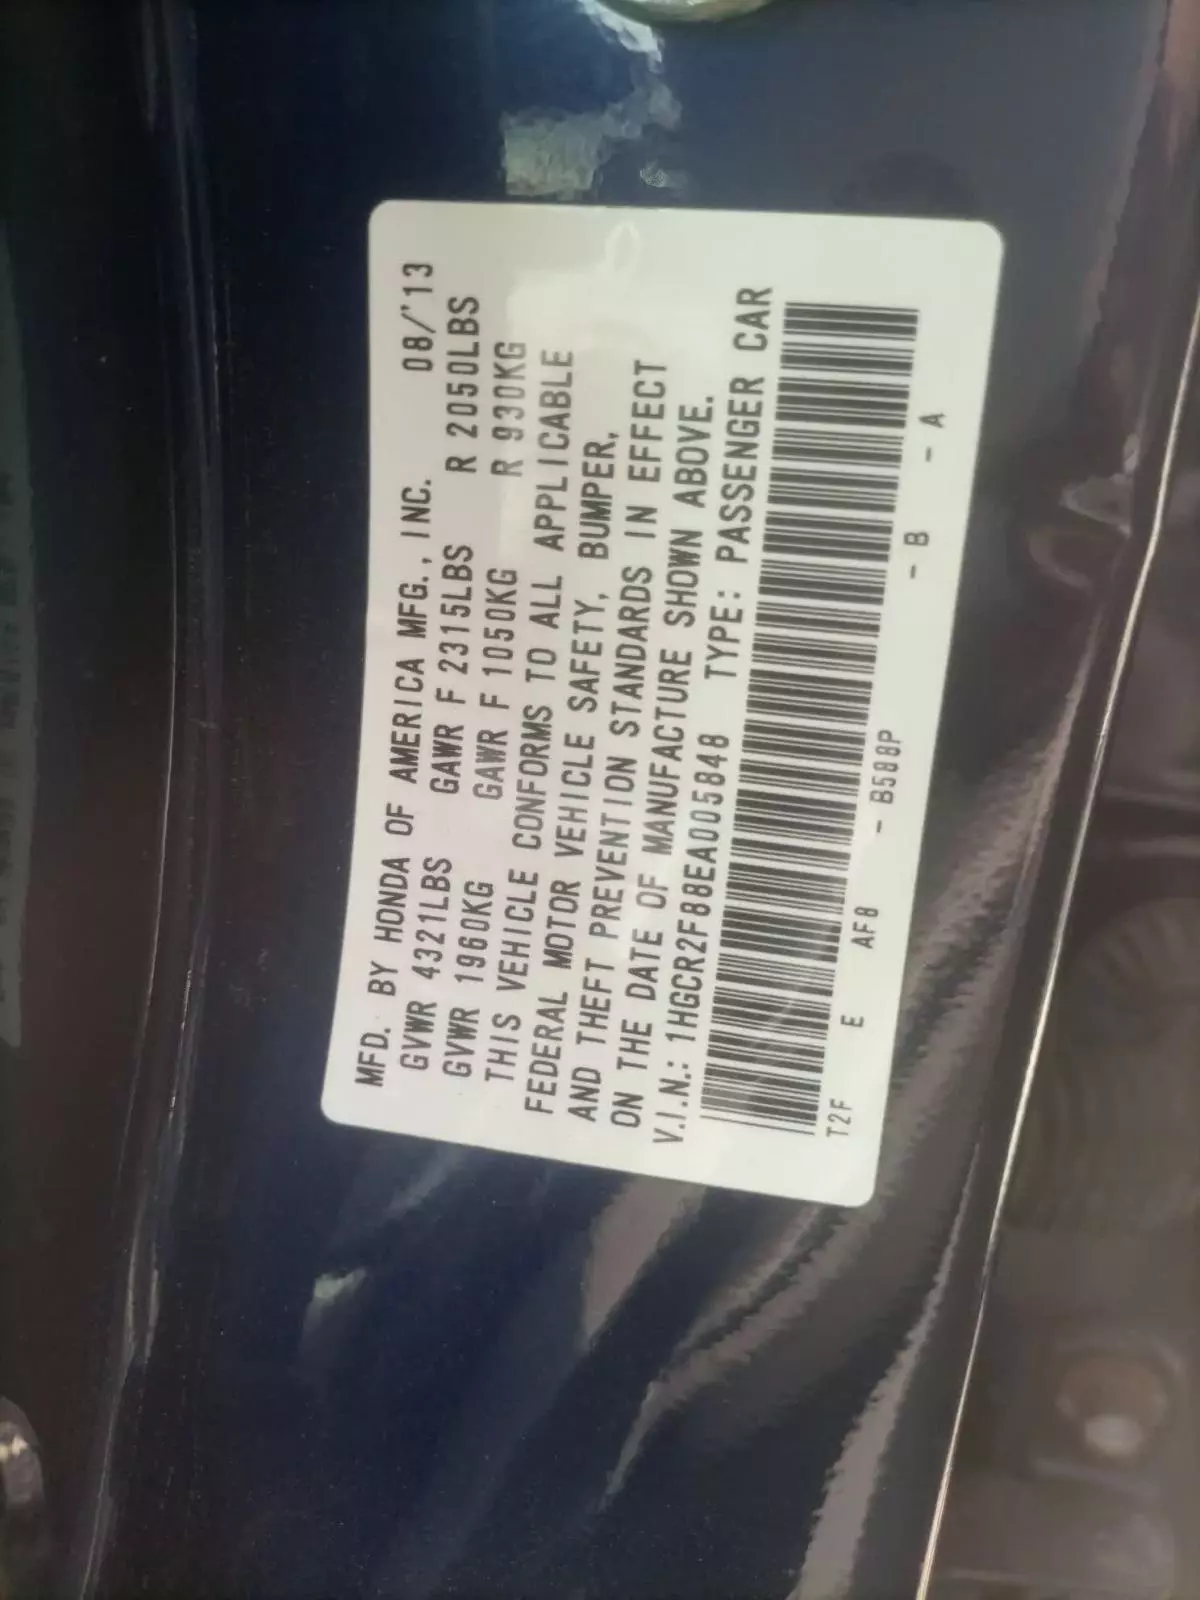 MFD. BY HONDA OF AMERICA MFG., INC. 08/'13
GVWR 4321LBS GAWR F 2315LBS R 2050LBS
GVWR 1960KG GAWR F 1050KG R 930KG
THIS VEHICLE CONFORMS TO ALL APPLICABLE
FEDERAL MOTOR VEHICLE SAFETY, BUMPER,
AND THEFT PREVENTION STANDARDS IN EFFECT
ON THE DATE OF MANUFACTURE SHOWN ABOVE.
V.I.N.: 1HGCR2F88EA005848 TYPE: PASSENGER CAR
T2F E AF8 - B588P - B - A